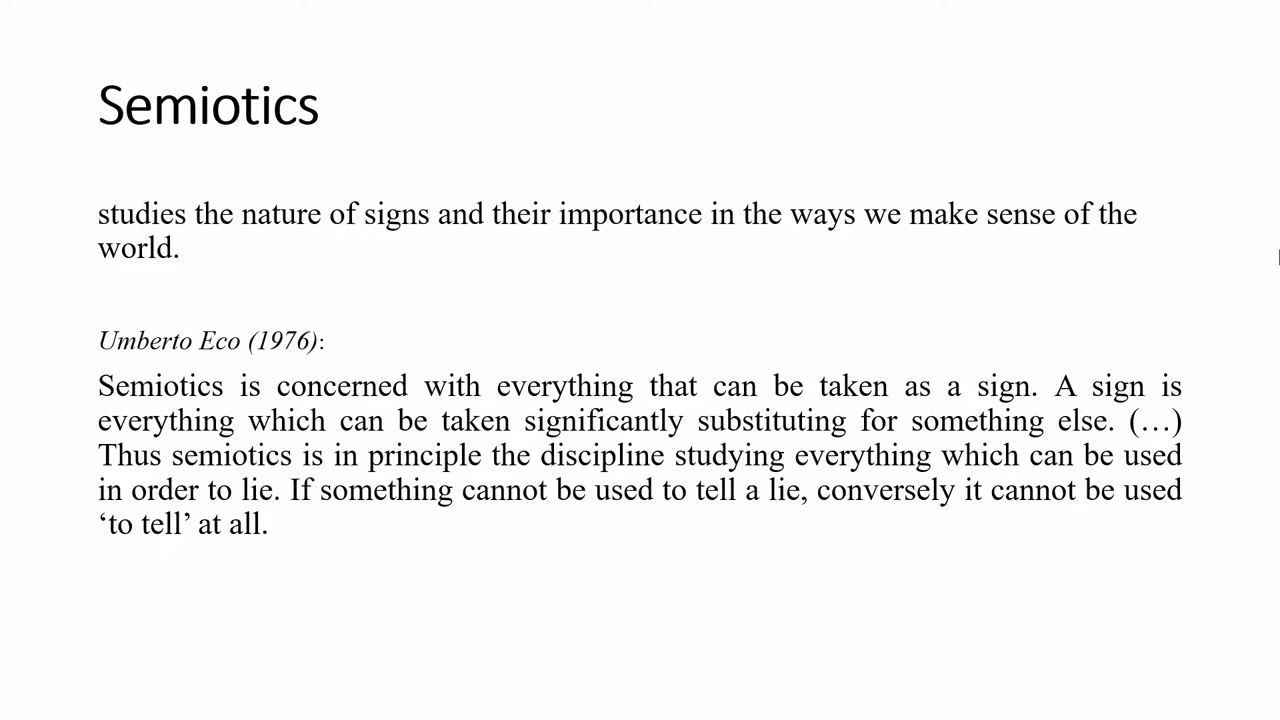 Semiotics
studies the nature of signs and their importance in the ways we make sense of the
world.
Umberto Eco (1976):
Semiotics is concerned with everything that can be taken as a sign. A sign is
everything which can be taken significantly substituting for something else. (…)
Thus semiotics is in principle the discipline studying everything which can be used
in order to lie. If something cannot be used to tell a lie, conversely it cannot be used
‘to tell’ at all.